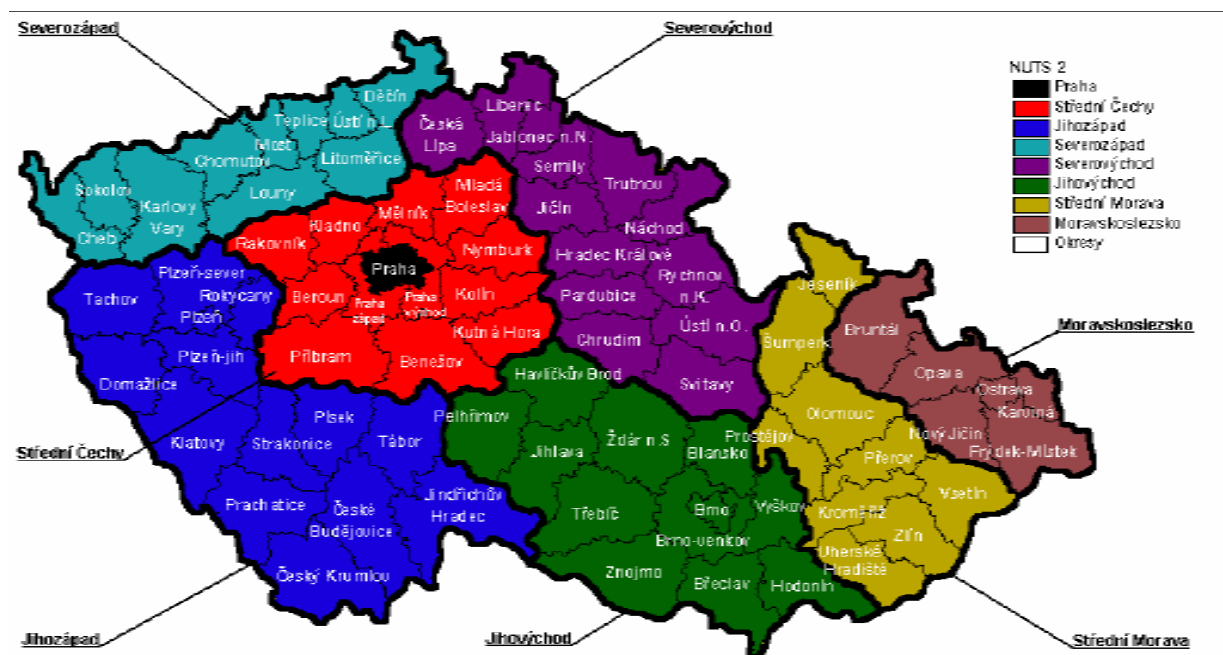 Severozápad
Severovýchod
NUTS 2
Praha
Střední Čechy
Jihozápad
Severozápad
Severovýchod
Jihovýchod
Střední Morava
Moravskoslezsko
Okresy
Děčín
Teplice
Ústí n.L.
Most
Chomutov
Litoměřice
Louny
Sokolov
Karlovy
Vary
Cheb
Česká
Lípa
Liberec
Jablonec n.N.
Semily
Trutnov
Jičín
Náchod
Hradec Králové
Rychnov
n.K.
Pardubice
Ústí n.O.
Chrudim
Svitavy
Mladá
Boleslav
Mělník
Kladno
Rakovník
Nymburk
Praha
Beroun
Praha
západ
Praha
východ
Kolín
Kutná Hora
Příbram
Benešov
Plzeň-sever
Tachov
Rokycany
Plzeň
Plzeň-jih
Domažlice
Klatovy
Písek
Strakonice
Tábor
Prachatice
České
Budějovice
Jindřichův
Hradec
Český Krumlov
Havlíčkův Brod
Pelhřimov
Jihlava
Žďár n.S
Blansko
Třebíč
Brno
Vyškov
Brno-venkov
Znojmo
Břeclav
Hodonín
Jeseník
Šumperk
Olomouc
Prostějov
Přerov
Kroměříž
Vsetín
Zlín
Uherské
Hradiště
Bruntál
Opava
Ostrava
Karviná
Nový Jičín
Frýdek-Místek
Moravskoslezsko
Střední Čechy
Jihozápad
Jihovýchod
Střední Morava